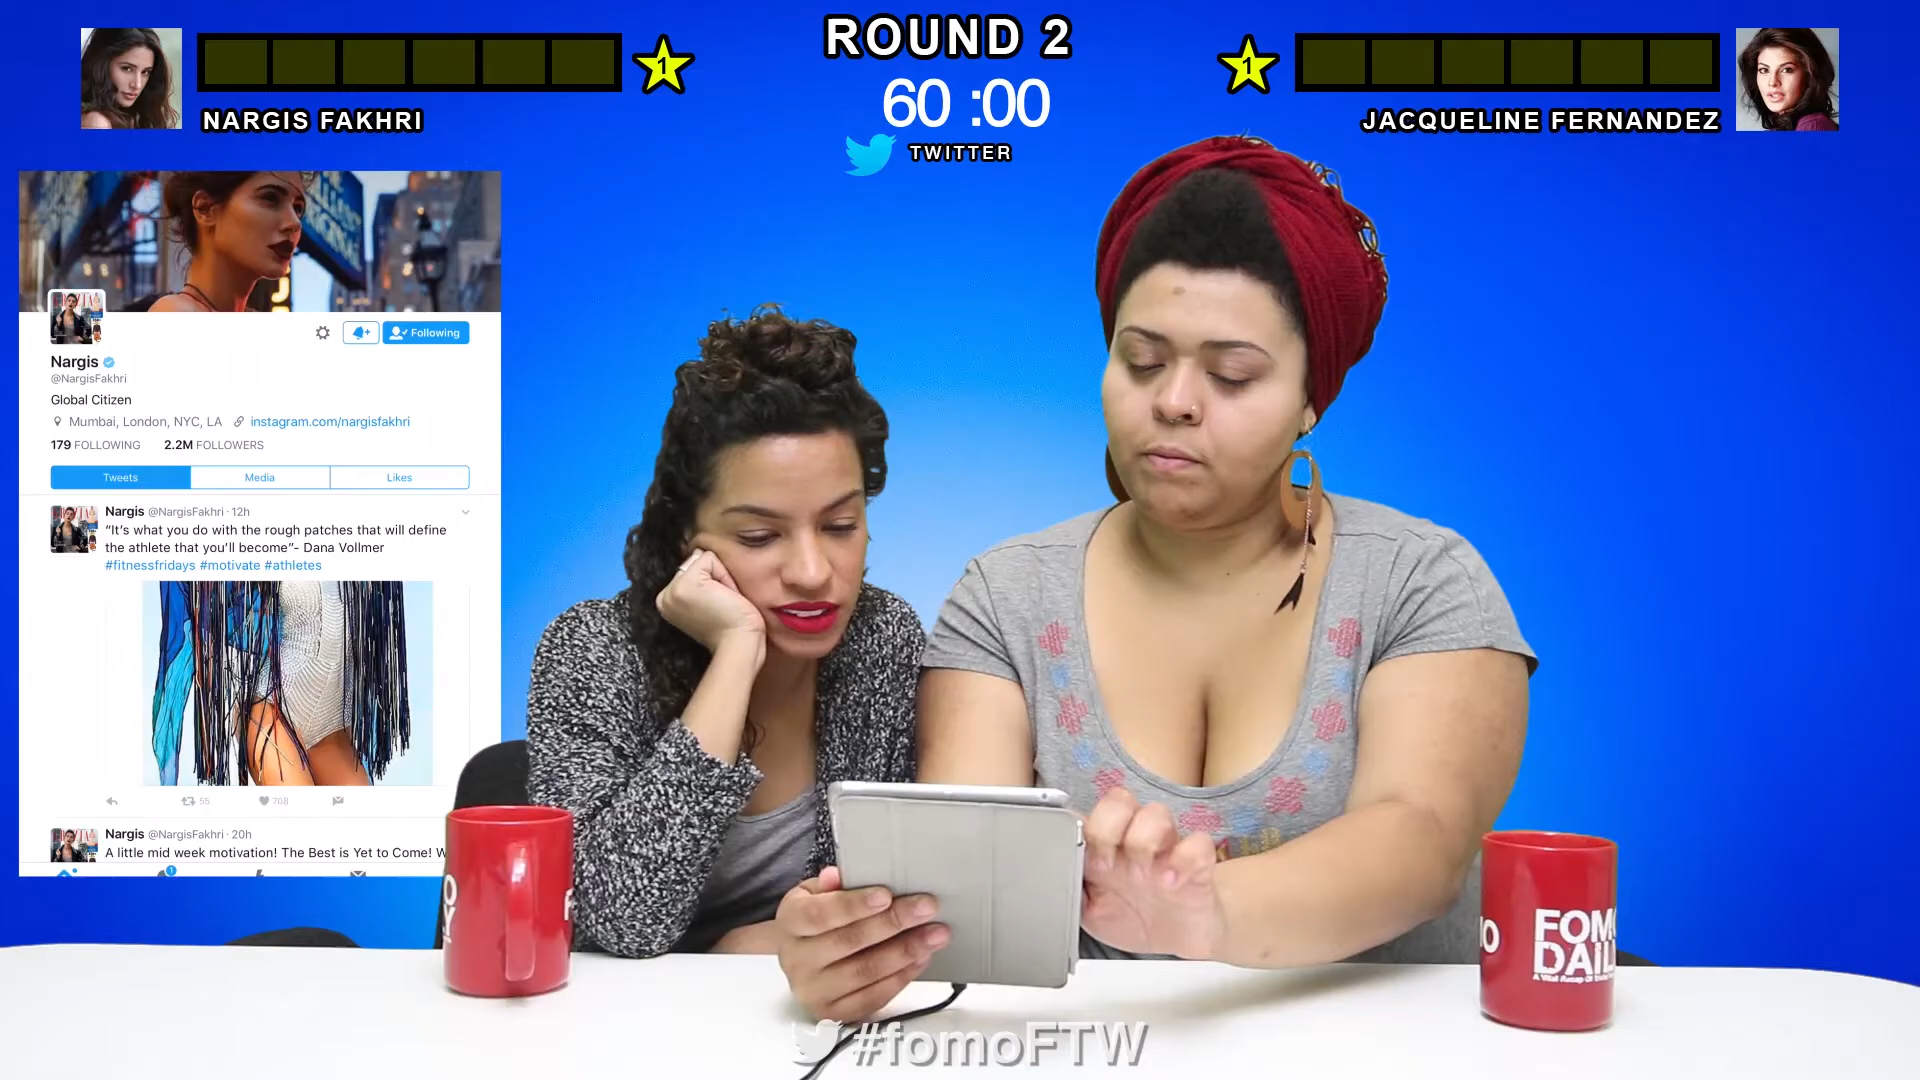 ROUND 2
1
1
60 :00
NARGIS FAKHRI
JACQUELINE FERNANDEZ
TWITTER
Following
Nargis
@NargisFakhri
Global Citizen
Mumbai, London, NYC, LA instagram.com/nargisfakhri
179 FOLLOWING 2.2M FOLLOWERS
Tweets Media Likes
Nargis @NargisFakhri · 12h
“It’s what you do with the rough patches that will define
the athlete that you’ll become”- Dana Vollmer
#fitnessfridays #motivate #athletes
55 708
Nargis @NargisFakhri · 20h
A little mid week motivation! The Best is Yet to Come! W
1
FOMO
DAILY
#fomoFTW